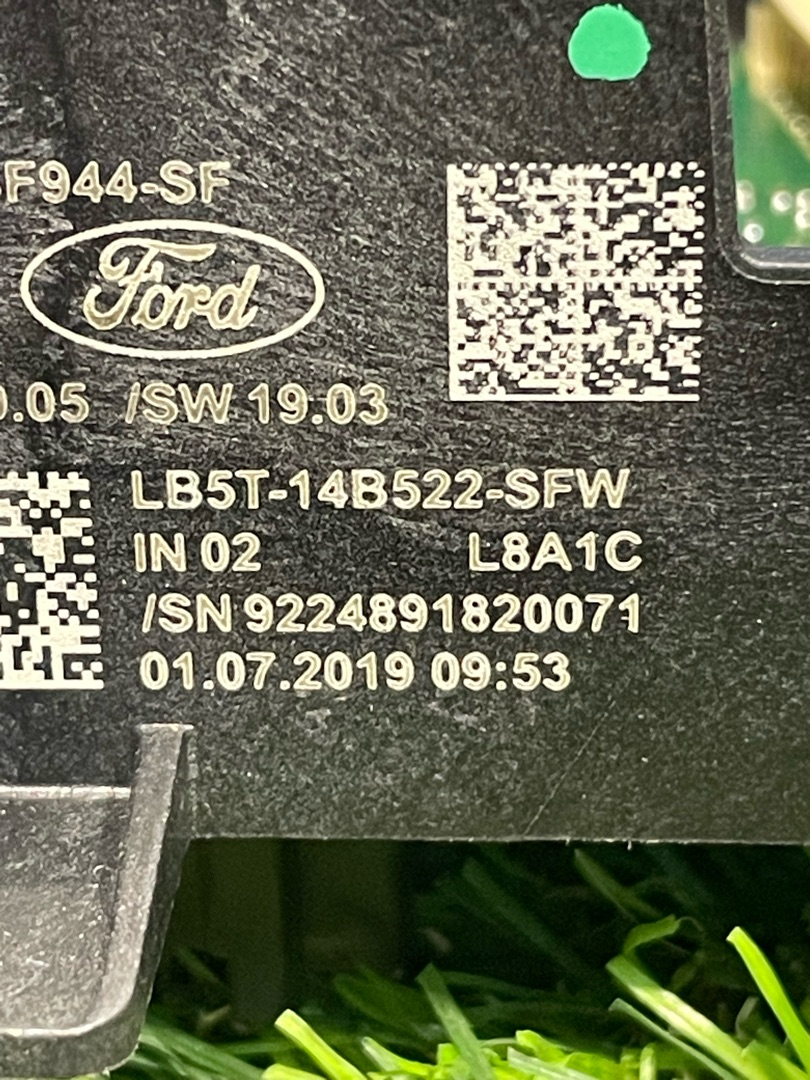 F944-SF
Ford
.05 /SW 19.03
LB5T-14B522-SFW
IN 02 L8A1C
/SN 9224891820071
01.07.2019 09:53